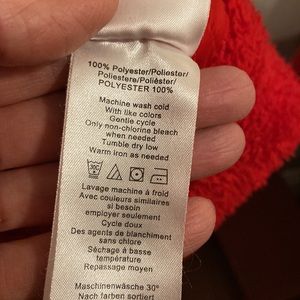 100% Polyester/Poliester/
Poliestere/Poliéster/
POLYESTER 100%
Machine wash cold
With like colors
Gentle cycle
Only non-chlorine bleach
when needed
Tumble dry low
Warm iron as needed
30°
Lavage machine à froid
Avec couleurs similaires
si besoin
employer seulement
Cycle doux
Des agents de blanchiment
sans chlore
Séchage à basse
température
Repassage moyen
Maschinenwäsche 30°
Nach farben sortiert